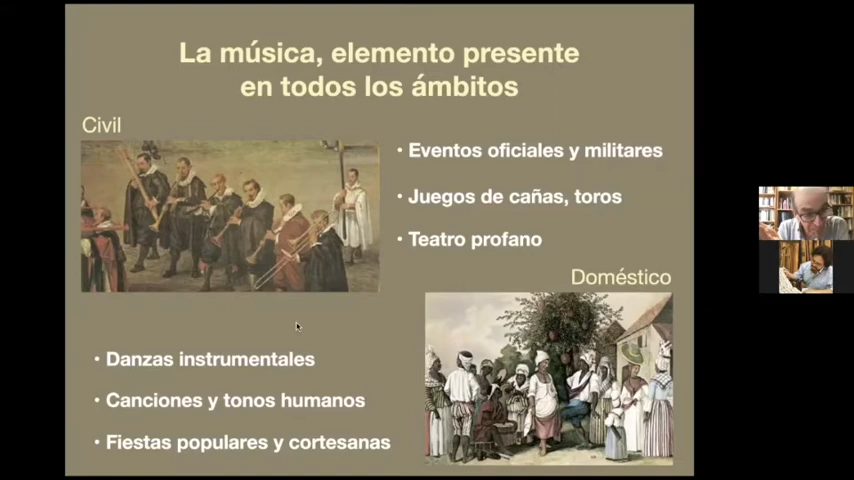 La música, elemento presente
en todos los ámbitos
Civil
• Eventos oficiales y militares
• Juegos de cañas, toros
• Teatro profano
Doméstico
• Danzas instrumentales
• Canciones y tonos humanos
• Fiestas populares y cortesanas